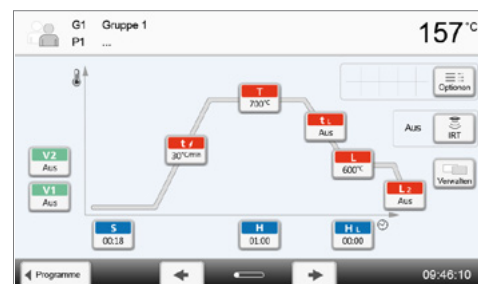 G1 Gruppe 1
P1 ...
157 °C
Optionen
T
700°C
tL
Aus
Aus
IRT
t
30°C/min
V2
Aus
L
600°C
Verwalten
V1
Aus
L2
Aus
S
00:18
H
01:00
HL
00:00
Programme
09:46:10